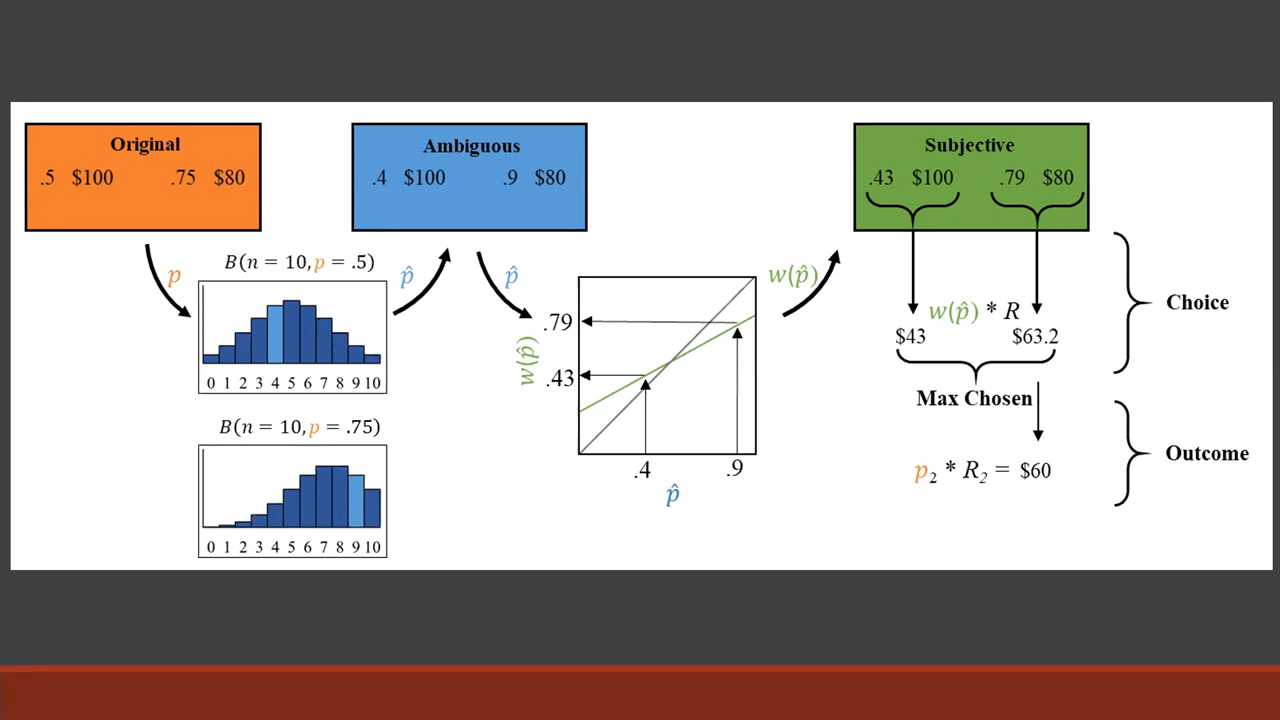 Original
.5 $100 .75 $80
Ambiguous
.4 $100 .9 $80
Subjective
.43 $100 .79 $80
p
B(n = 10, p = .5)
0 1 2 3 4 5 6 7 8 9 10
B(n = 10, p = .75)
0 1 2 3 4 5 6 7 8 9 10
p̂
p̂
w(p̂)
.79
.43
w(p̂)
.4 .9
p̂
w(p̂) * R
$43 $63.2
Max Chosen
p₂ * R₂ = $60
Choice
Outcome